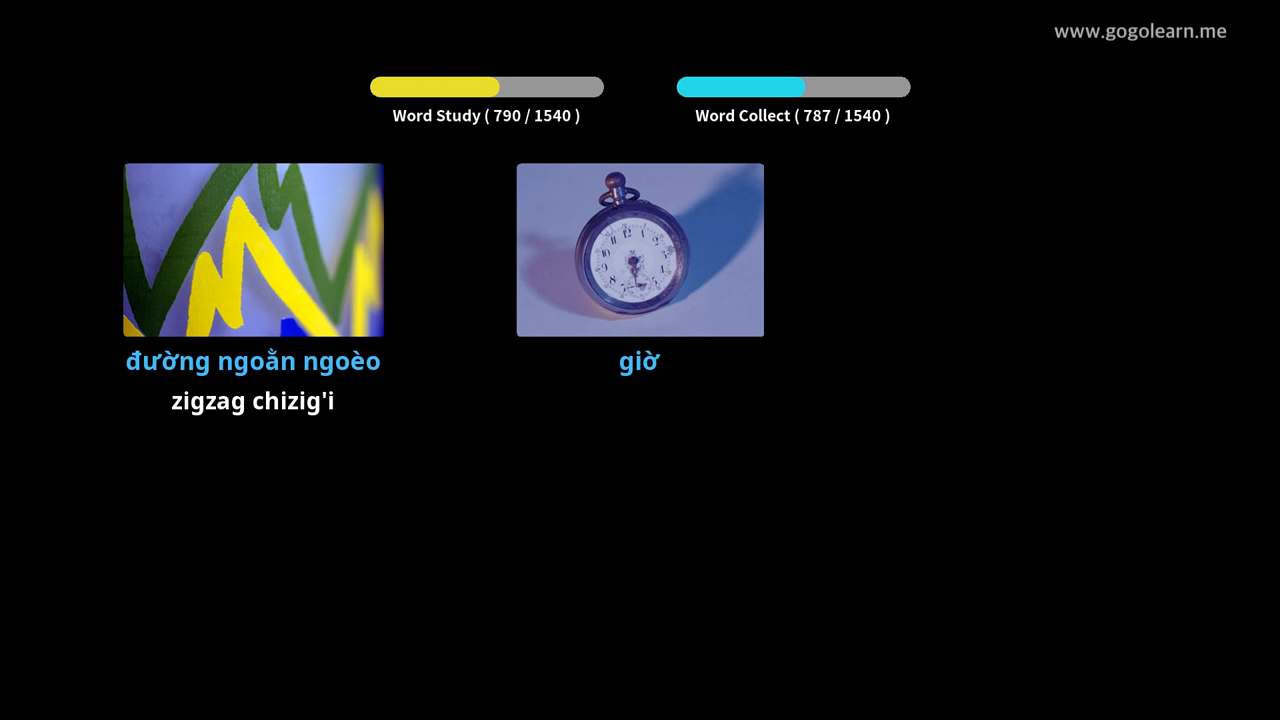 www.gogolearn.me
Word Study ( 790 / 1540 )
Word Collect ( 787 / 1540 )
đường ngoằn ngoèo
zigzag chizig'i
giờ